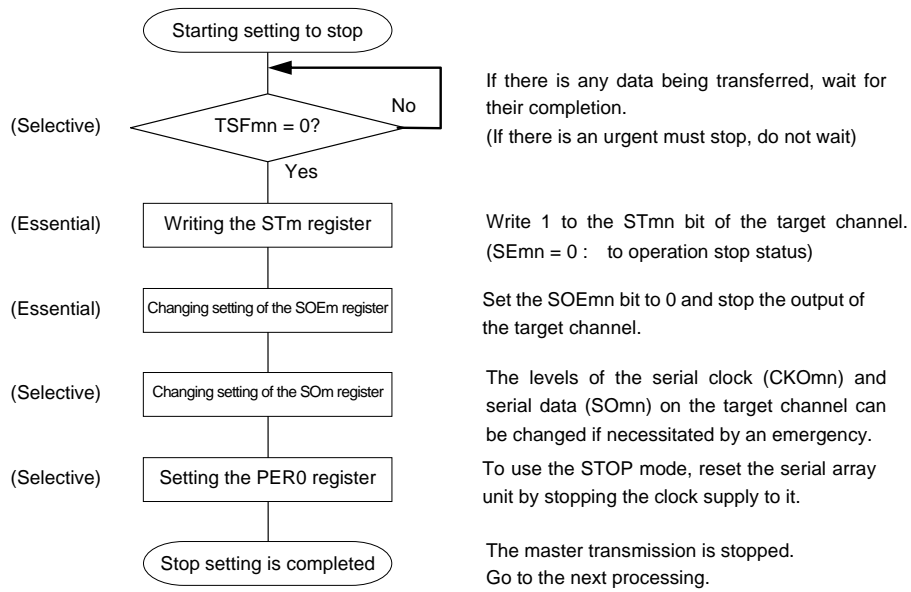 Starting setting to stop
No
(Selective)
TSFmn = 0?
If there is any data being transferred, wait for
their completion.
(If there is an urgent must stop, do not wait)
Yes
(Essential)
Writing the STm register
Write 1 to the STmn bit of the target channel.
(SEmn = 0 : to operation stop status)
(Essential)
Changing setting of the SOEm register
Set the SOEmn bit to 0 and stop the output of
the target channel.
(Selective)
Changing setting of the SOm register
The levels of the serial clock (CKOmn) and
serial data (SOmn) on the target channel can
be changed if necessitated by an emergency.
(Selective)
Setting the PER0 register
To use the STOP mode, reset the serial array
unit by stopping the clock supply to it.
Stop setting is completed
The master transmission is stopped.
Go to the next processing.